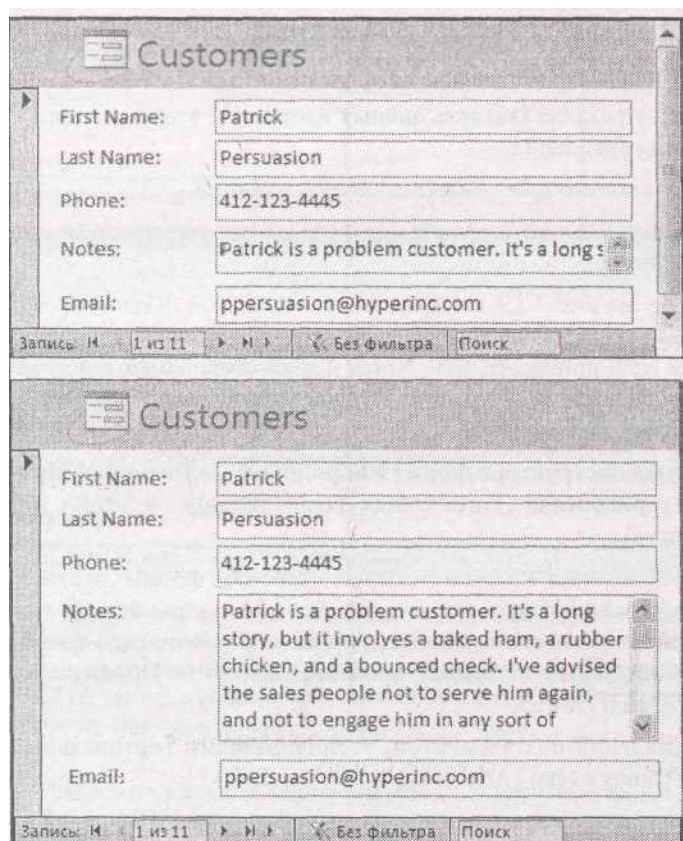 Customers
First Name: Patrick
Last Name: Persuasion
Phone: 412-123-4445
Notes: Patrick is a problem customer. It's a long s
Email: ppersuasion@hyperinc.com
Запись: 1 из 11 Без фильтра Поиск
Customers
First Name: Patrick
Last Name: Persuasion
Phone: 412-123-4445
Notes: Patrick is a problem customer. It's a long
story, but it involves a baked ham, a rubber
chicken, and a bounced check. I've advised
the sales people not to serve him again,
and not to engage him in any sort of
Email: ppersuasion@hyperinc.com
Запись: 1 из 11 Без фильтра Поиск